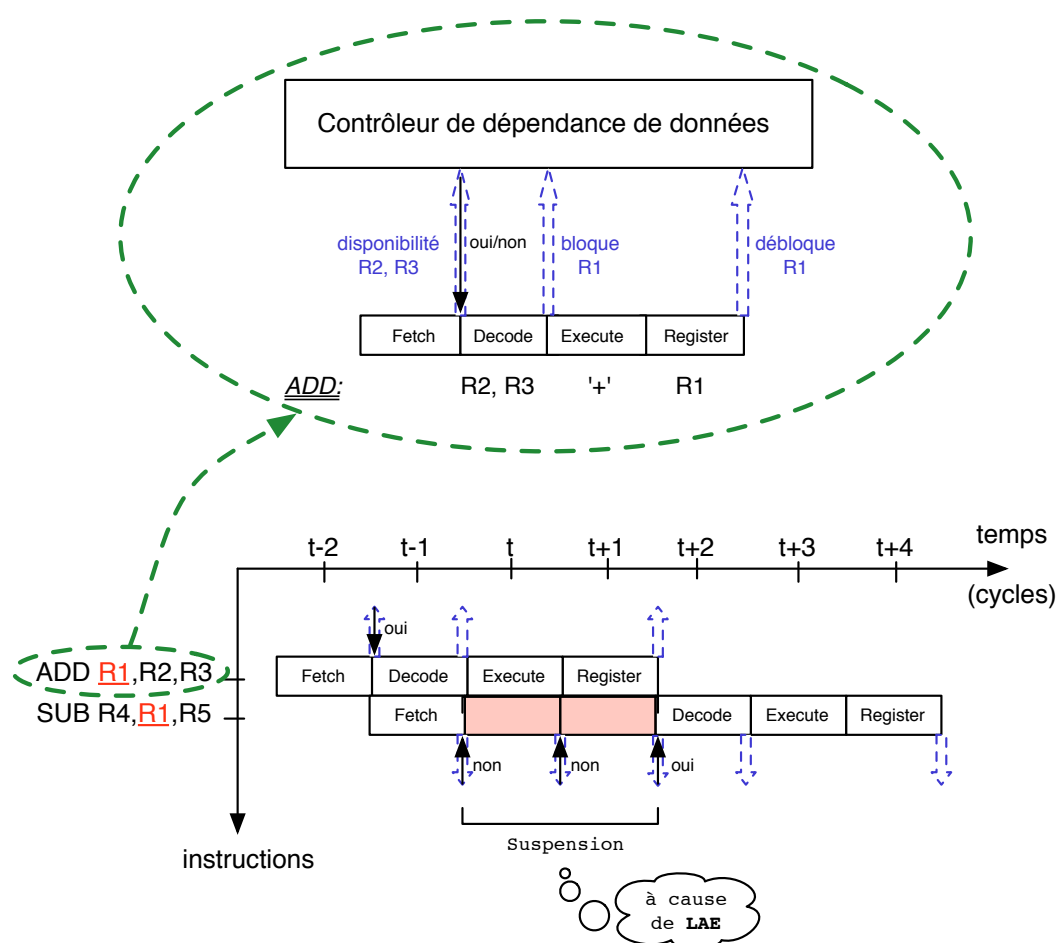 Contrôleur de dépendance de données
disponibilité
R2, R3
oui/non
bloque
R1
débloque
R1
Fetch Decode Execute Register
ADD: R2, R3 '+' R1
temps
t-2 t-1 t t+1 t+2 t+3 t+4
(cycles)
oui
ADD R1,R2,R3
Fetch Decode Execute Register
SUB R4,R1,R5
Fetch Decode Execute Register
non non oui
Suspension
instructions
à cause
de LAE